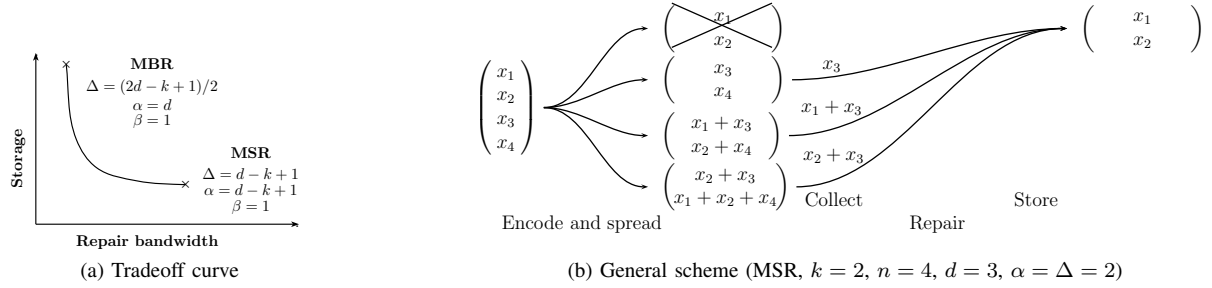 Storage
MBR
Δ = (2d − k + 1)/2
α = d
β = 1
MSR
Δ = d − k + 1
α = d − k + 1
β = 1
Repair bandwidth
(a) Tradeoff curve
x₁
x₂
x₃
x₄
x₁
x₂
x₃
x₄
x₁ + x₃
x₂ + x₄
x₂ + x₃
x₁ + x₂ + x₄
x₃
x₁ + x₃
x₂ + x₃
x₁
x₂
Encode and spread
Collect
Repair
Store
(b) General scheme (MSR, k = 2, n = 4, d = 3, α = Δ = 2)